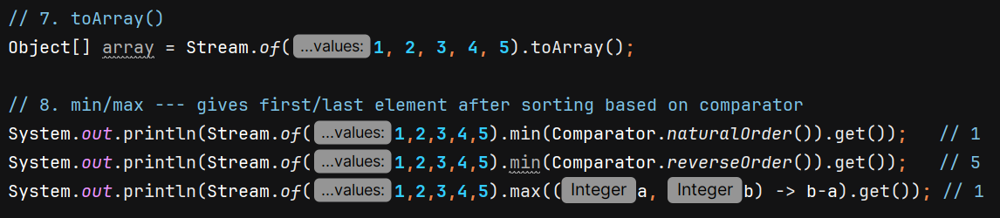 // 7. toArray()
Object[] array = Stream.of( ...values: 1, 2, 3, 4, 5).toArray();
// 8. min/max --- gives first/last element after sorting based on comparator
System.out.println(Stream.of( ...values: 1,2,3,4,5).min(Comparator.naturalOrder()).get());   // 1
System.out.println(Stream.of( ...values: 1,2,3,4,5).min(Comparator.reverseOrder()).get());   // 5
System.out.println(Stream.of( ...values: 1,2,3,4,5).max(( Integer a, Integer b) -> b-a).get()); // 1